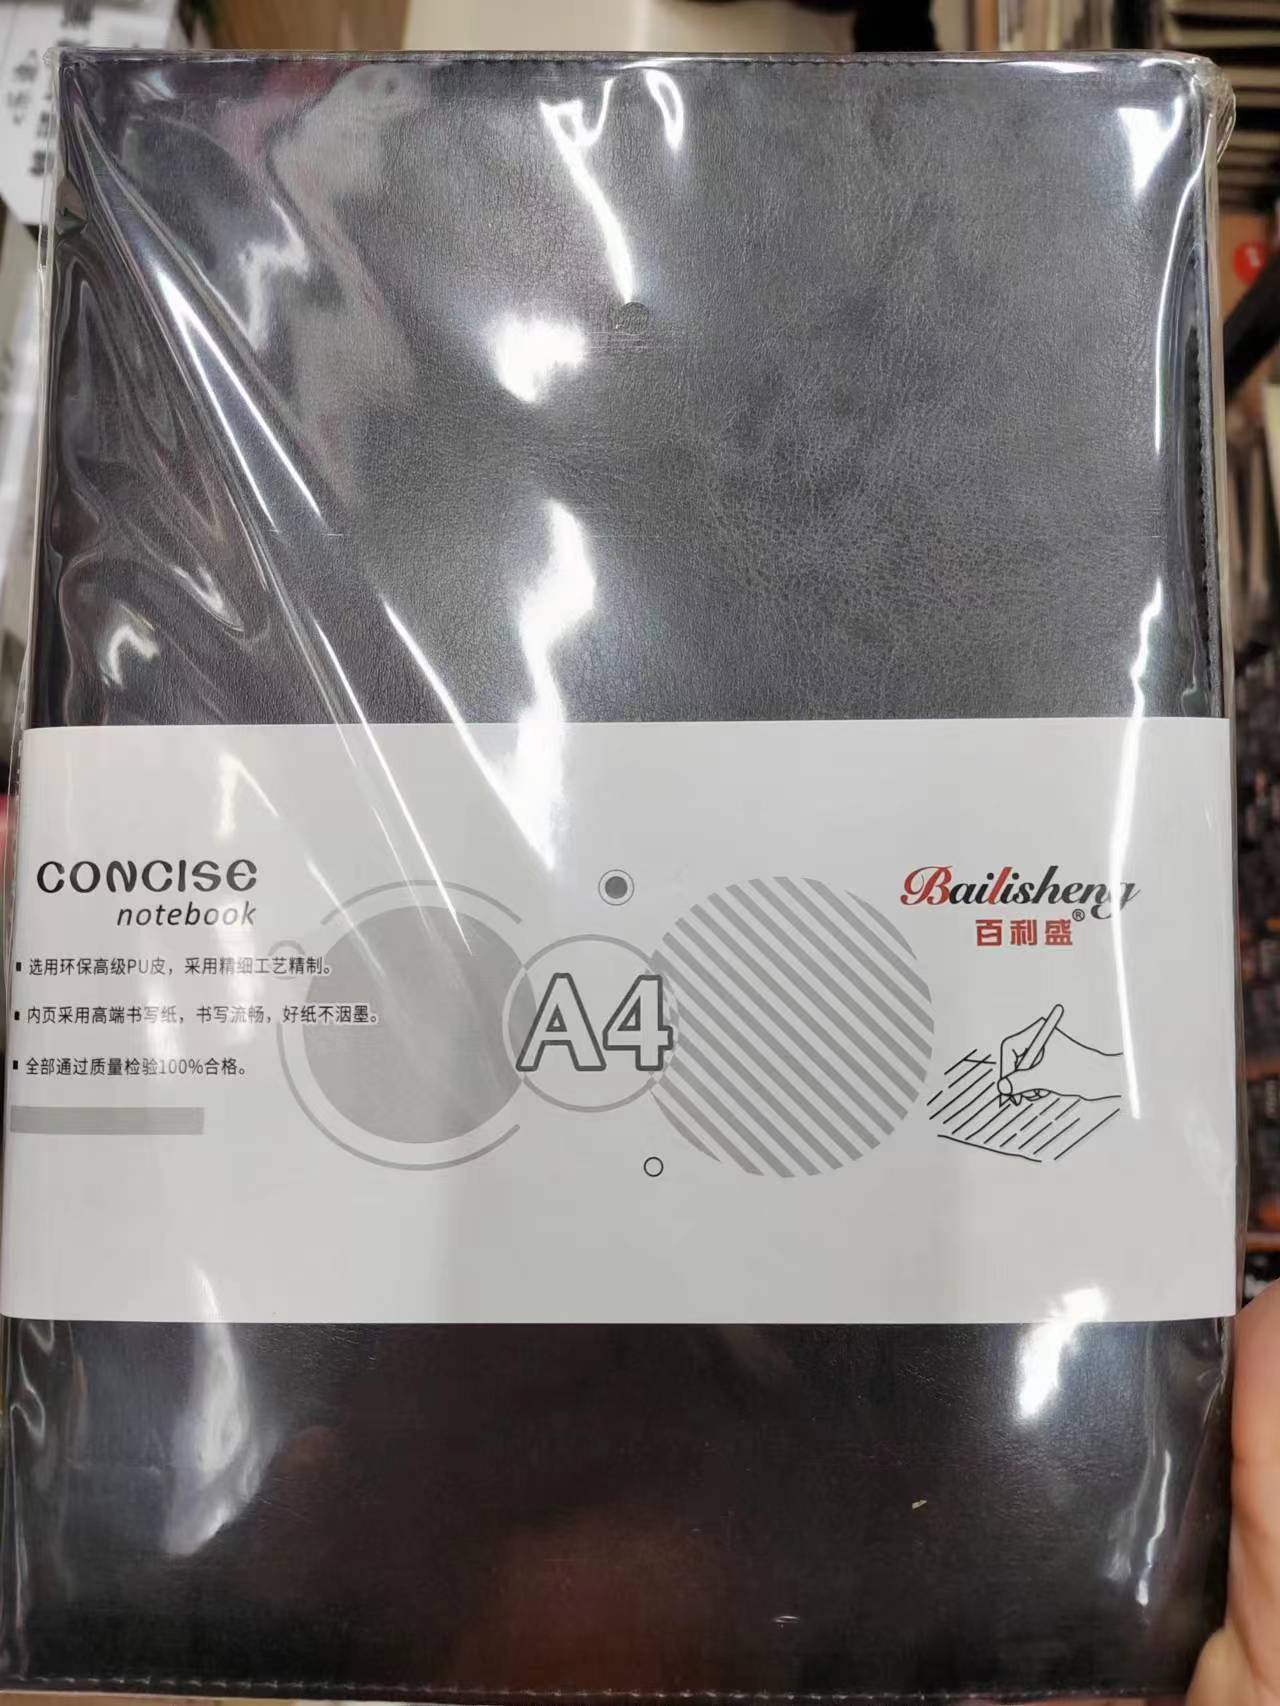 CONCISE
notebook
▪ 选用环保高级PU皮，采用精细工艺精制。
▪ 内页采用高端书写纸，书写流畅，好纸不洇墨。
▪ 全部通过质量检验100%合格。
A4
Bailisheng
百利盛®